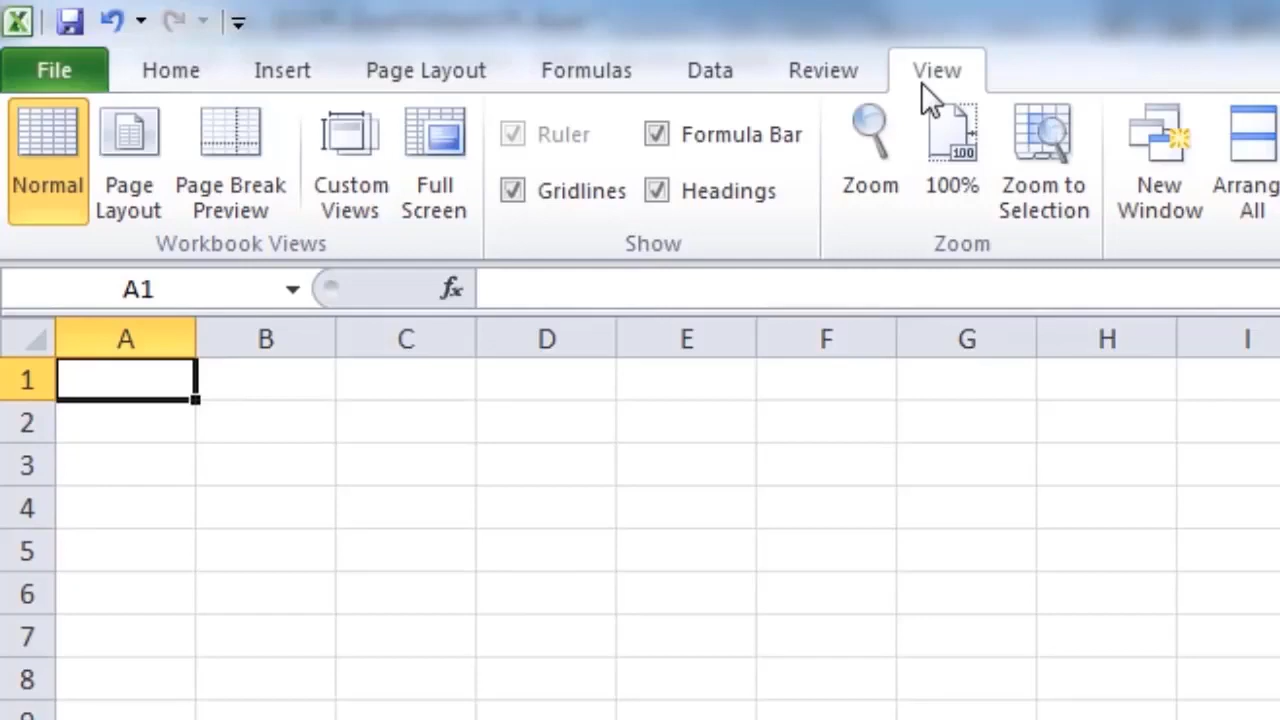 File Home Insert Page Layout Formulas Data Review View
Normal Page Layout Page Break Preview Custom Views Full Screen
Workbook Views
Ruler Formula Bar
Gridlines Headings
Show
Zoom 100% Zoom to Selection
100
Zoom
New Window Arrang All
A1 fx
A B C D E F G H I
1
2
3
4
5
6
7
8